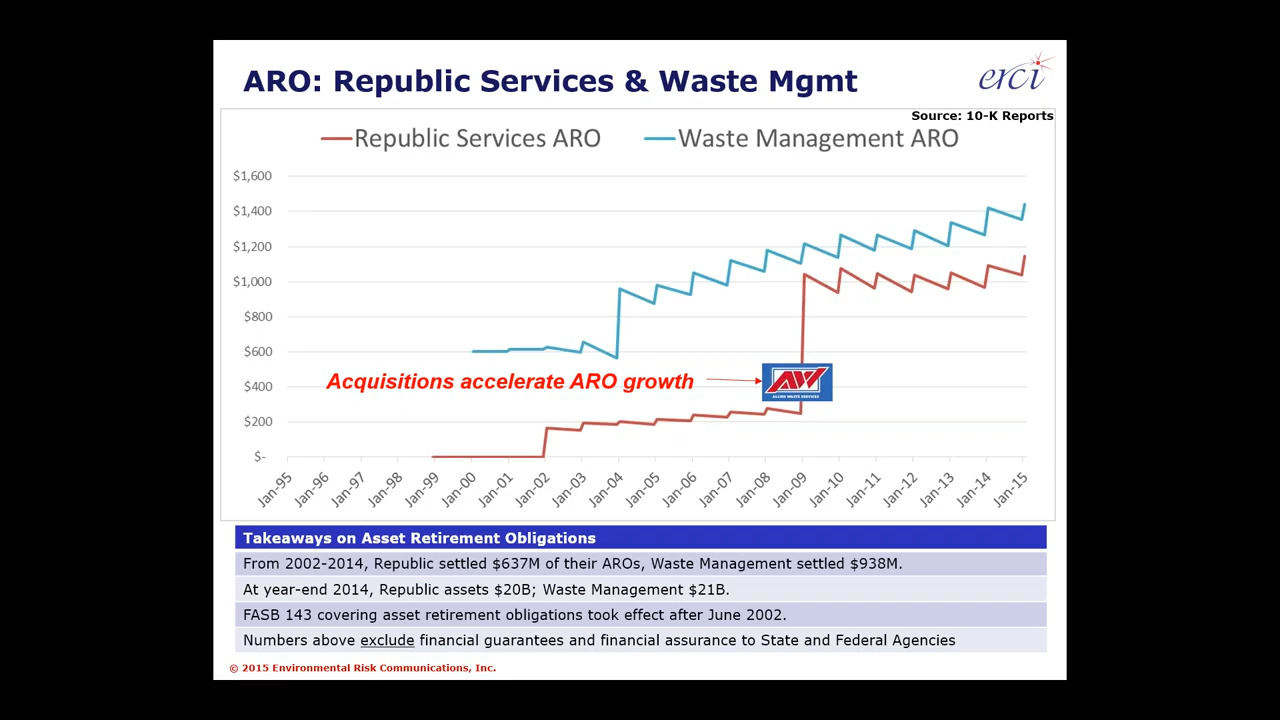 ARO: Republic Services & Waste Mgmt
erci
Source: 10-K Reports
Republic Services ARO
Waste Management ARO
$1,600
$1,400
$1,200
$1,000
$800
$600
$400
$200
$-
Acquisitions accelerate ARO growth
AW
ALLIED WASTE SERVICES
Jan-95
Jan-96
Jan-97
Jan-98
Jan-99
Jan-00
Jan-01
Jan-02
Jan-03
Jan-04
Jan-05
Jan-06
Jan-07
Jan-08
Jan-09
Jan-10
Jan-11
Jan-12
Jan-13
Jan-14
Jan-15
Takeaways on Asset Retirement Obligations
From 2002-2014, Republic settled $637M of their AROs, Waste Management settled $938M.
At year-end 2014, Republic assets $20B; Waste Management $21B.
FASB 143 covering asset retirement obligations took effect after June 2002.
Numbers above exclude financial guarantees and financial assurance to State and Federal Agencies
© 2015 Environmental Risk Communications, Inc.